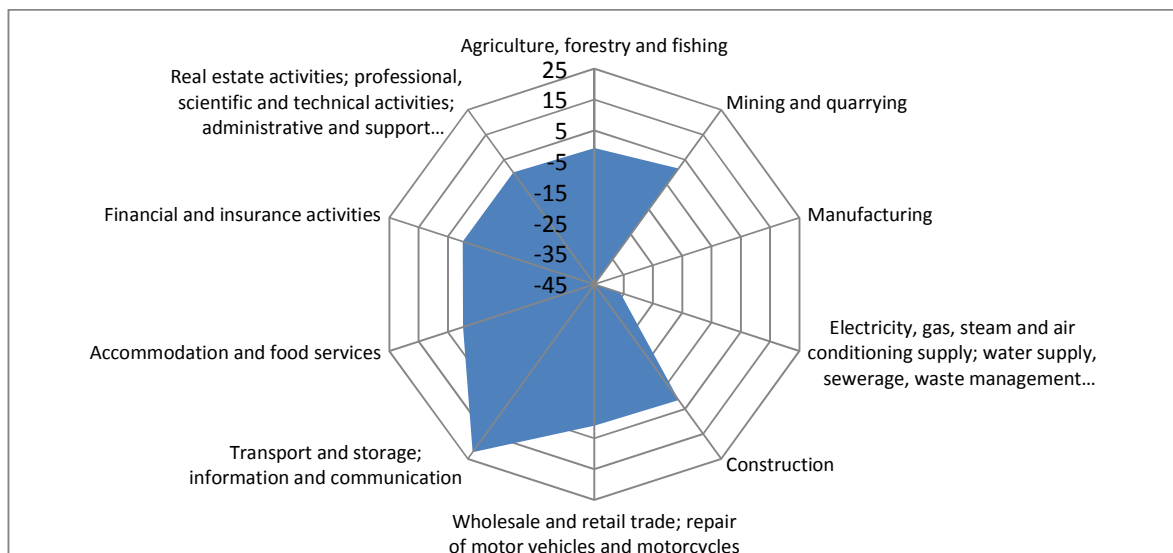 Agriculture, forestry and fishing
25
15
5
-5
-15
-25
-35
-45
Mining and quarrying
Manufacturing
Electricity, gas, steam and air
conditioning supply; water supply,
sewerage, waste management…
Construction
Wholesale and retail trade; repair
of motor vehicles and motorcycles
Transport and storage;
information and communication
Accommodation and food services
Financial and insurance activities
Real estate activities; professional,
scientific and technical activities;
administrative and support…